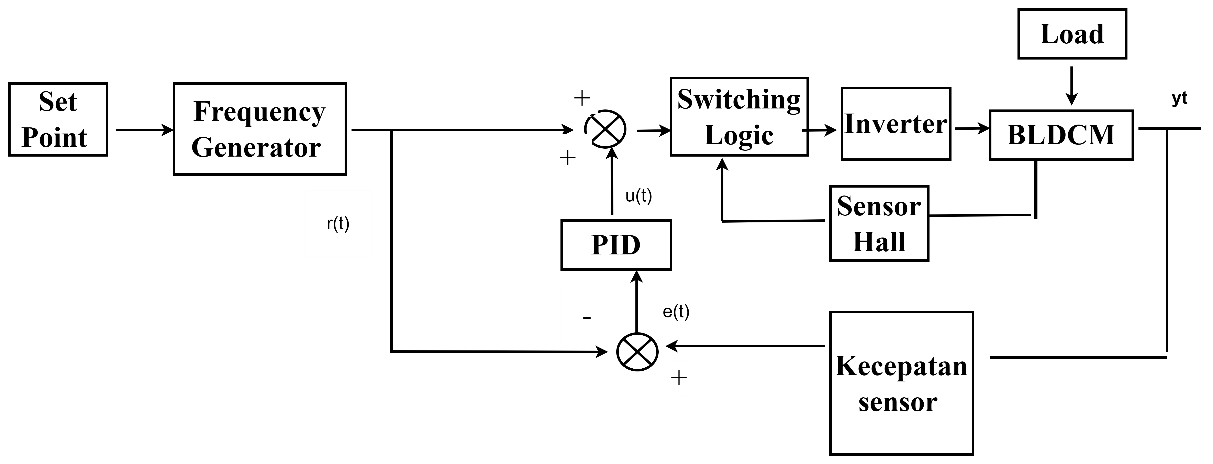 Load
Set
Point
Frequency
Generator
+
+
Switching
Logic
Inverter
BLDCM
yt
r(t)
u(t)
PID
Sensor
Hall
-
e(t)
+
Kecepatan
sensor